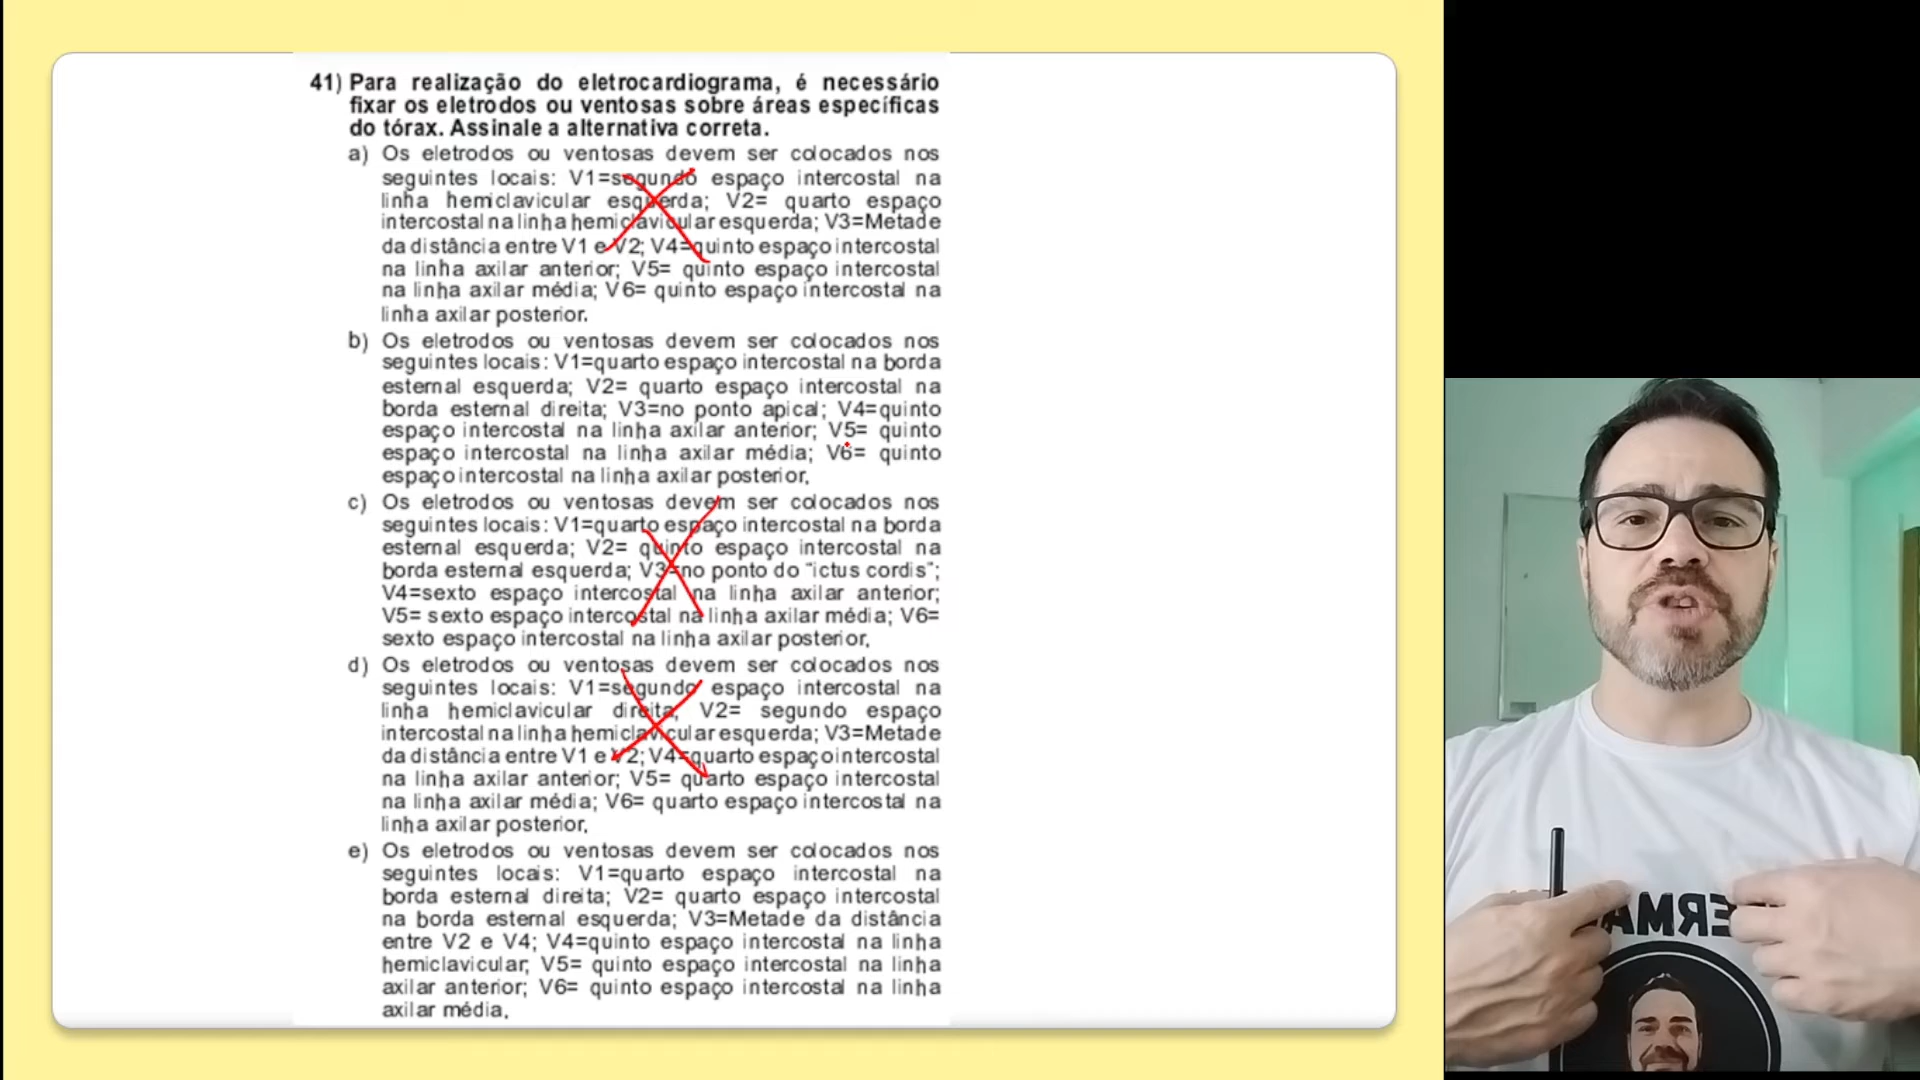 41) Para realização do eletrocardiograma, é necessário
fixar os eletrodos ou ventosas sobre áreas específicas
do tórax. Assinale a alternativa correta.
a) Os eletrodos ou ventosas devem ser colocados nos
seguintes locais: V1=segundo espaço intercostal na
linha hemiclavicular esquerda; V2= quarto espaço
intercostal na linha hemiclavicular esquerda; V3=Metade
da distância entre V1 e V2; V4=quinto espaço intercostal
na linha axilar anterior; V5= quinto espaço intercostal
na linha axilar média; V6= quinto espaço intercostal na
linha axilar posterior.
b) Os eletrodos ou ventosas devem ser colocados nos
seguintes locais: V1=quarto espaço intercostal na borda
esternal esquerda; V2= quarto espaço intercostal na
borda esternal direita; V3=no ponto apical; V4=quinto
espaço intercostal na linha axilar anterior; V5= quinto
espaço intercostal na linha axilar média; V6= quinto
espaço intercostal na linha axilar posterior.
c) Os eletrodos ou ventosas devem ser colocados nos
seguintes locais: V1=quarto espaço intercostal na borda
esternal esquerda; V2= quinto espaço intercostal na
borda esternal esquerda; V3=no ponto do “ictus cordis”;
V4=sexto espaço intercostal na linha axilar anterior;
V5= sexto espaço intercostal na linha axilar média; V6=
sexto espaço intercostal na linha axilar posterior.
d) Os eletrodos ou ventosas devem ser colocados nos
seguintes locais: V1=segundo espaço intercostal na
linha hemiclavicular direita; V2= segundo espaço
intercostal na linha hemiclavicular esquerda; V3=Metade
da distância entre V1 e V2; V4=quarto espaço intercostal
na linha axilar anterior; V5= quarto espaço intercostal
na linha axilar média; V6= quarto espaço intercostal na
linha axilar posterior.
e) Os eletrodos ou ventosas devem ser colocados nos
seguintes locais: V1=quarto espaço intercostal na
borda esternal direita; V2= quarto espaço intercostal
na borda esternal esquerda; V3=Metade da distância
entre V2 e V4; V4=quinto espaço intercostal na linha
hemiclavicular; V5= quinto espaço intercostal na linha
axilar anterior; V6= quinto espaço intercostal na linha
axilar média.